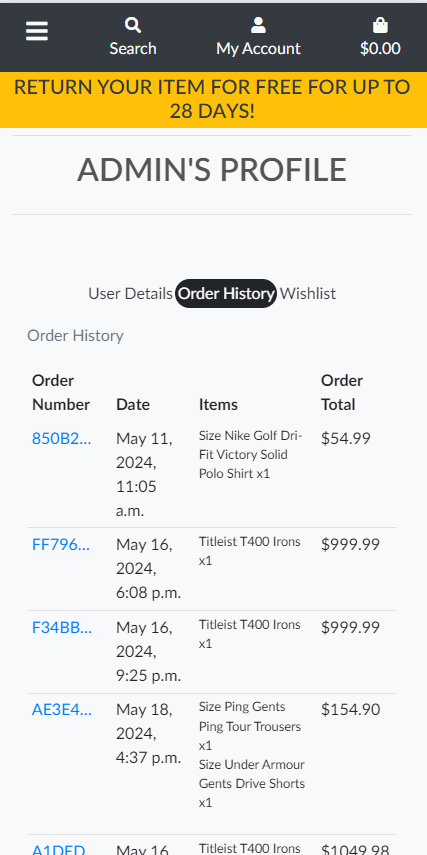 Search
My Account
$0.00
RETURN YOUR ITEM FOR FREE FOR UP TO
28 DAYS!
ADMIN'S PROFILE
User Details Order History Wishlist
Order History
Order
Number
Date
Items
Order
Total
850B2...
May 11,
2024,
11:05
a.m.
Size Nike Golf Dri-
Fit Victory Solid
Polo Shirt x1
$54.99
FF796...
May 16,
2024,
6:08 p.m.
Titleist T400 Irons
x1
$999.99
F34BB...
May 16,
2024,
9:25 p.m.
Titleist T400 Irons
x1
$999.99
AE3E4...
May 18,
2024,
4:37 p.m.
Size Ping Gents
Ping Tour Trousers
x1
Size Under Armour
Gents Drive Shorts
x1
$154.90
May 16,
Titleist T400 Irons
$1049.98